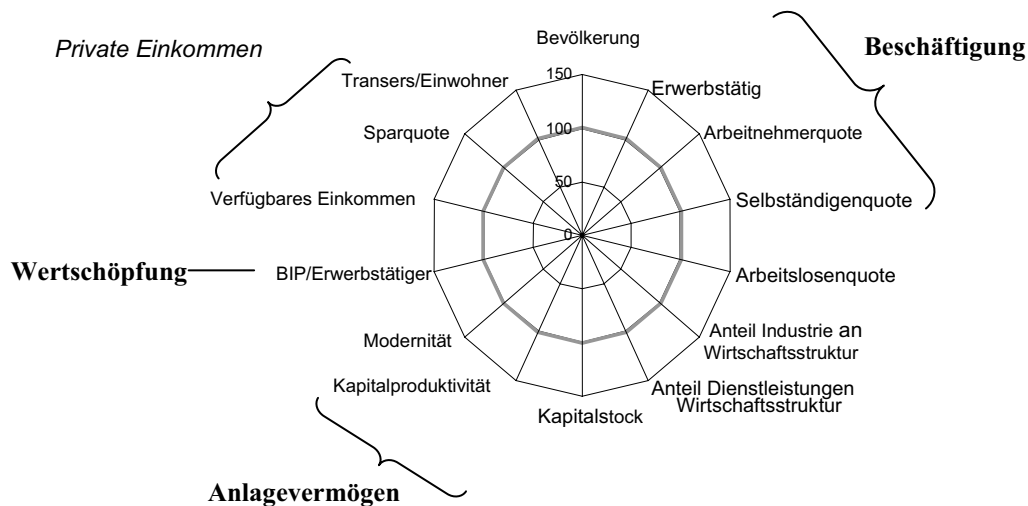 Bevölkerung
Private Einkommen
Beschäftigung
Transers/Einwohner
150
Erwerbstätig
Sparquote
100
Arbeitnehmerquote
50
Verfügbares Einkommen
Selbständigenquote
0
Wertschöpfung
BIP/Erwerbstätiger
Arbeitslosenquote
Modernität
Anteil Industrie an
Wirtschaftsstruktur
Kapitalproduktivität
Anteil Dienstleistungen
Wirtschaftsstruktur
Kapitalstock
Anlagevermögen